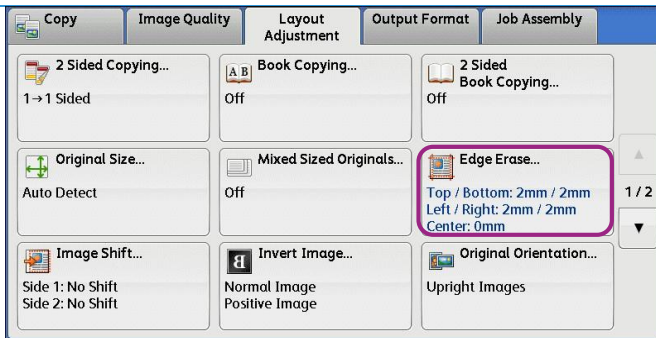 Copy
Image Quality
Layout
Adjustment
Output Format
Job Assembly
2 Sided Copying...
1→1 Sided
A B
Book Copying...
Off
2 Sided
Book Copying...
Off
Original Size...
Auto Detect
Mixed Sized Originals...
Off
Edge Erase...
Top / Bottom: 2mm / 2mm
Left / Right: 2mm / 2mm
Center: 0mm
1 / 2
Image Shift...
Side 1: No Shift
Side 2: No Shift
B
Invert Image...
Normal Image
Positive Image
Original Orientation...
Upright Images